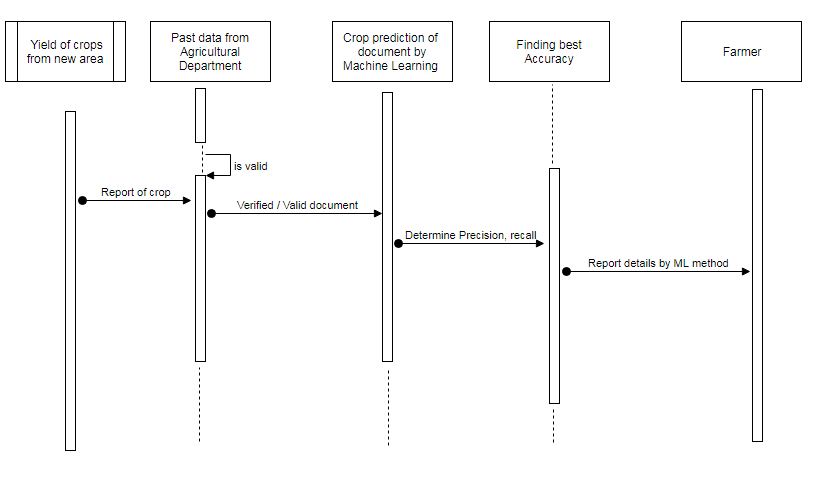 Yield of crops
from new area
Past data from
Agricultural
Department
Crop prediction of
document by
Machine Learning
Finding best
Accuracy
Farmer
is valid
Report of crop
Verified / Valid document
Determine Precision, recall
Report details by ML method